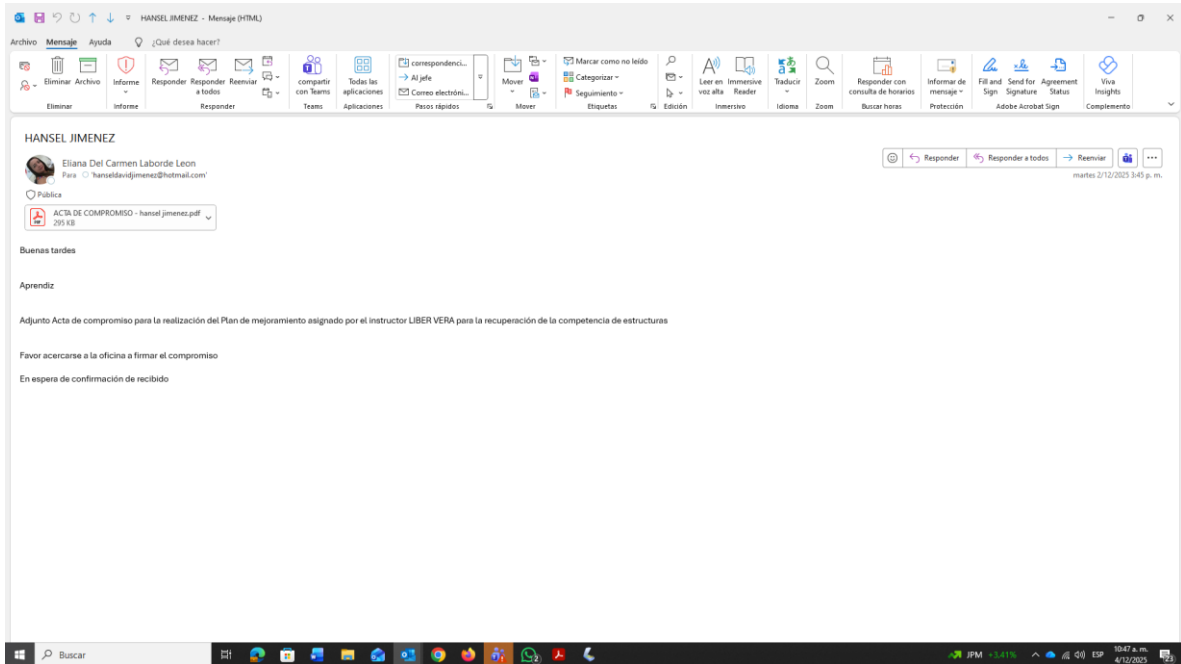 HANSEL JIMENEZ - Mensaje (HTML)
Archivo Mensaje Ayuda ¿Qué desea hacer?
Eliminar Archivo
Informe
Responder Responder a todos Reenviar
compartir con Teams
Todas las aplicaciones
correspondenci...
Al jefe
Correo electróni...
Mover
Marcar como no leído
Categorizar
Seguimiento
Leer en voz alta Immersive Reader
Traducir
Zoom
Responder con consulta de horarios
Informar de mensaje
Fill and Sign Send for Signature Agreement Status
Viva Insights
Eliminar Informe Responder Teams Aplicaciones Pasos rápidos Mover Etiquetas Edición Inmersivo Idioma Zoom Buscar horas Protección Adobe Acrobat Sign Complemento
HANSEL JIMENEZ
Eliana Del Carmen Laborde Leon
Para 'hanseldavidjimenez@hotmail.com'
Responder Responder a todos Reenviar
martes 2/12/2025 3:45 p. m.
Pública
ACTA DE COMPROMISO - hansel jimenez.pdf
295 KB
Buenas tardes
Aprendiz
Adjunto Acta de compromiso para la realización del Plan de mejoramiento asignado por el instructor LIBER VERA para la recuperación de la competencia de estructuras
Favor acercarse a la oficina a firmar el compromiso
En espera de confirmación de recibido
Buscar
JPM +3.41%
ESP
10:47 a. m.
4/12/2025